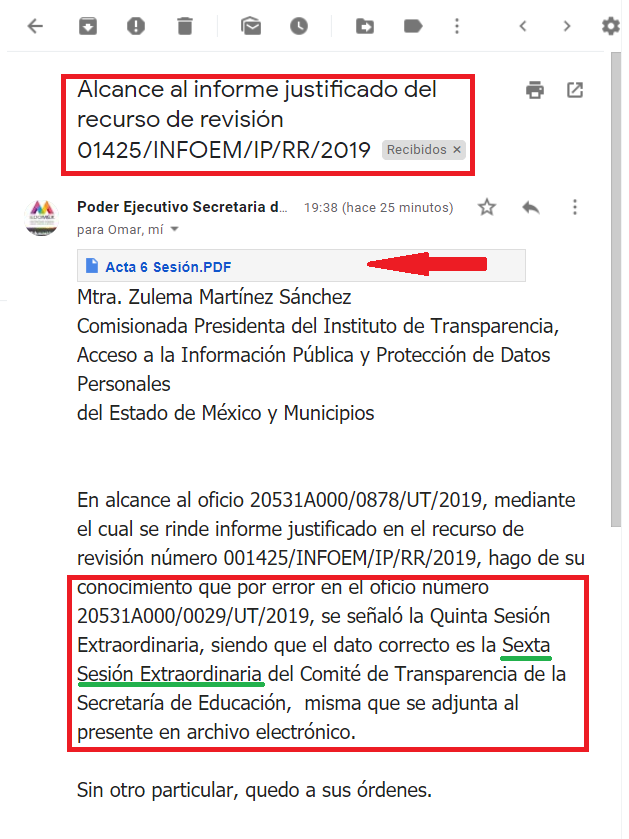 Alcance al informe justificado del
recurso de revisión
01425/INFOEM/IP/RR/2019 Recibidos ×
Poder Ejecutivo Secretaria d... 19:38 (hace 25 minutos)
para Omar, mí
Acta 6 Sesión.PDF
Mtra. Zulema Martínez Sánchez
Comisionada Presidenta del Instituto de Transparencia,
Acceso a la Información Pública y Protección de Datos
Personales
del Estado de México y Municipios
En alcance al oficio 20531A000/0878/UT/2019, mediante
el cual se rinde informe justificado en el recurso de
revisión número 001425/INFOEM/IP/RR/2019, hago de su
conocimiento que por error en el oficio número
20531A000/0029/UT/2019, se señaló la Quinta Sesión
Extraordinaria, siendo que el dato correcto es la Sexta
Sesión Extraordinaria del Comité de Transparencia de la
Secretaría de Educación, misma que se adjunta al
presente en archivo electrónico.
Sin otro particular, quedo a sus órdenes.